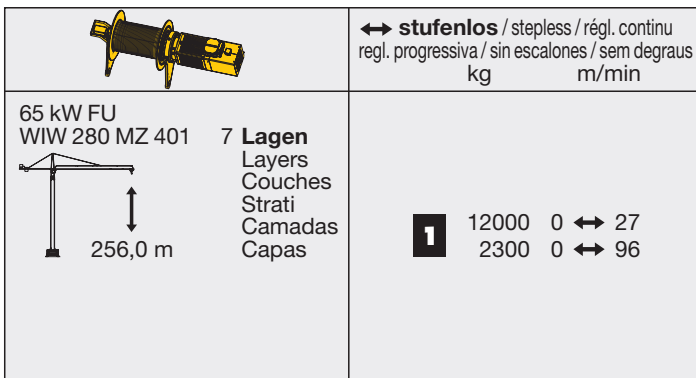 ↔ stufenlos / stepless / régl. continu
regl. progressiva / sin escalones / sem degraus
kg m/min
65 kW FU
WIW 280 MZ 401 7 Lagen
Layers
Couches
Strati
Camadas
256,0 m Capas
1 12000 0 ↔ 27
2300 0 ↔ 96